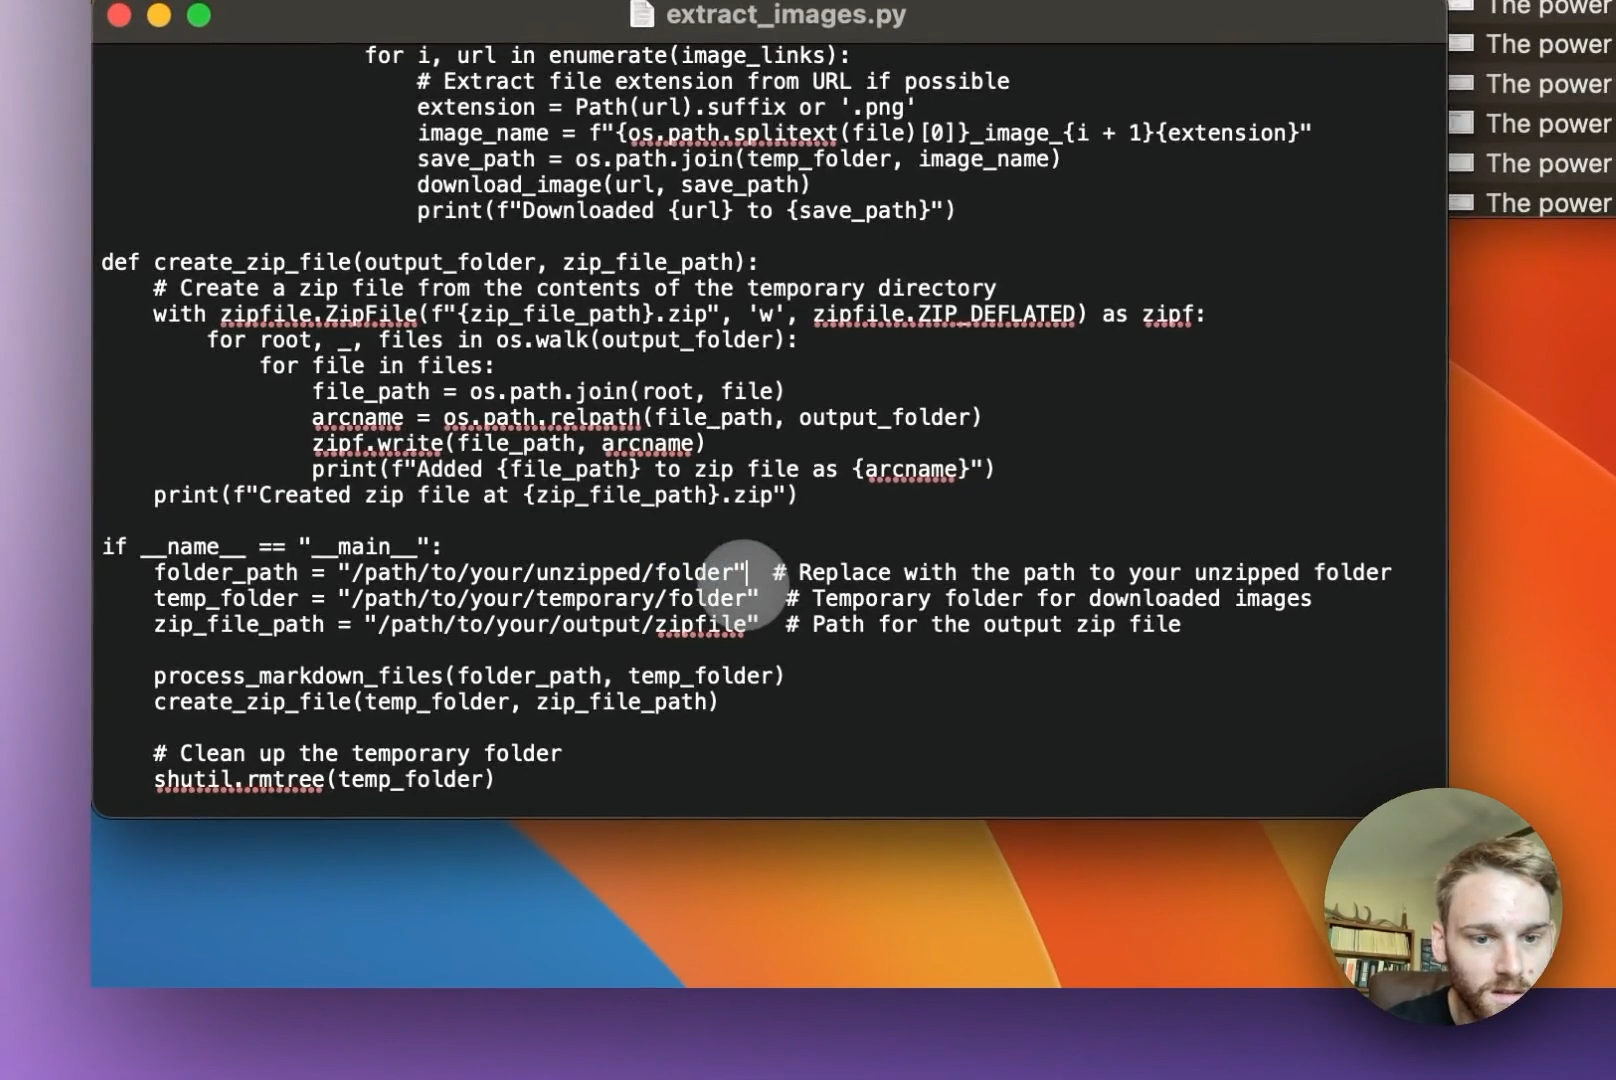 extract_images.py
The power
The power
The power
The power
The power
The power
for i, url in enumerate(image_links):
# Extract file extension from URL if possible
extension = Path(url).suffix or '.png'
image_name = f"{os.path.splitext(file)[0]}_image_{i + 1}{extension}"
save_path = os.path.join(temp_folder, image_name)
download_image(url, save_path)
print(f"Downloaded {url} to {save_path}")
def create_zip_file(output_folder, zip_file_path):
# Create a zip file from the contents of the temporary directory
with zipfile.ZipFile(f"{zip_file_path}.zip", 'w', zipfile.ZIP_DEFLATED) as zipf:
for root, _, files in os.walk(output_folder):
for file in files:
file_path = os.path.join(root, file)
arcname = os.path.relpath(file_path, output_folder)
zipf.write(file_path, arcname)
print(f"Added {file_path} to zip file as {arcname}")
print(f"Created zip file at {zip_file_path}.zip")
if __name__ == "__main__":
folder_path = "/path/to/your/unzipped/folder" # Replace with the path to your unzipped folder
temp_folder = "/path/to/your/temporary/folder" # Temporary folder for downloaded images
zip_file_path = "/path/to/your/output/zipfile" # Path for the output zip file
process_markdown_files(folder_path, temp_folder)
create_zip_file(temp_folder, zip_file_path)
# Clean up the temporary folder
shutil.rmtree(temp_folder)